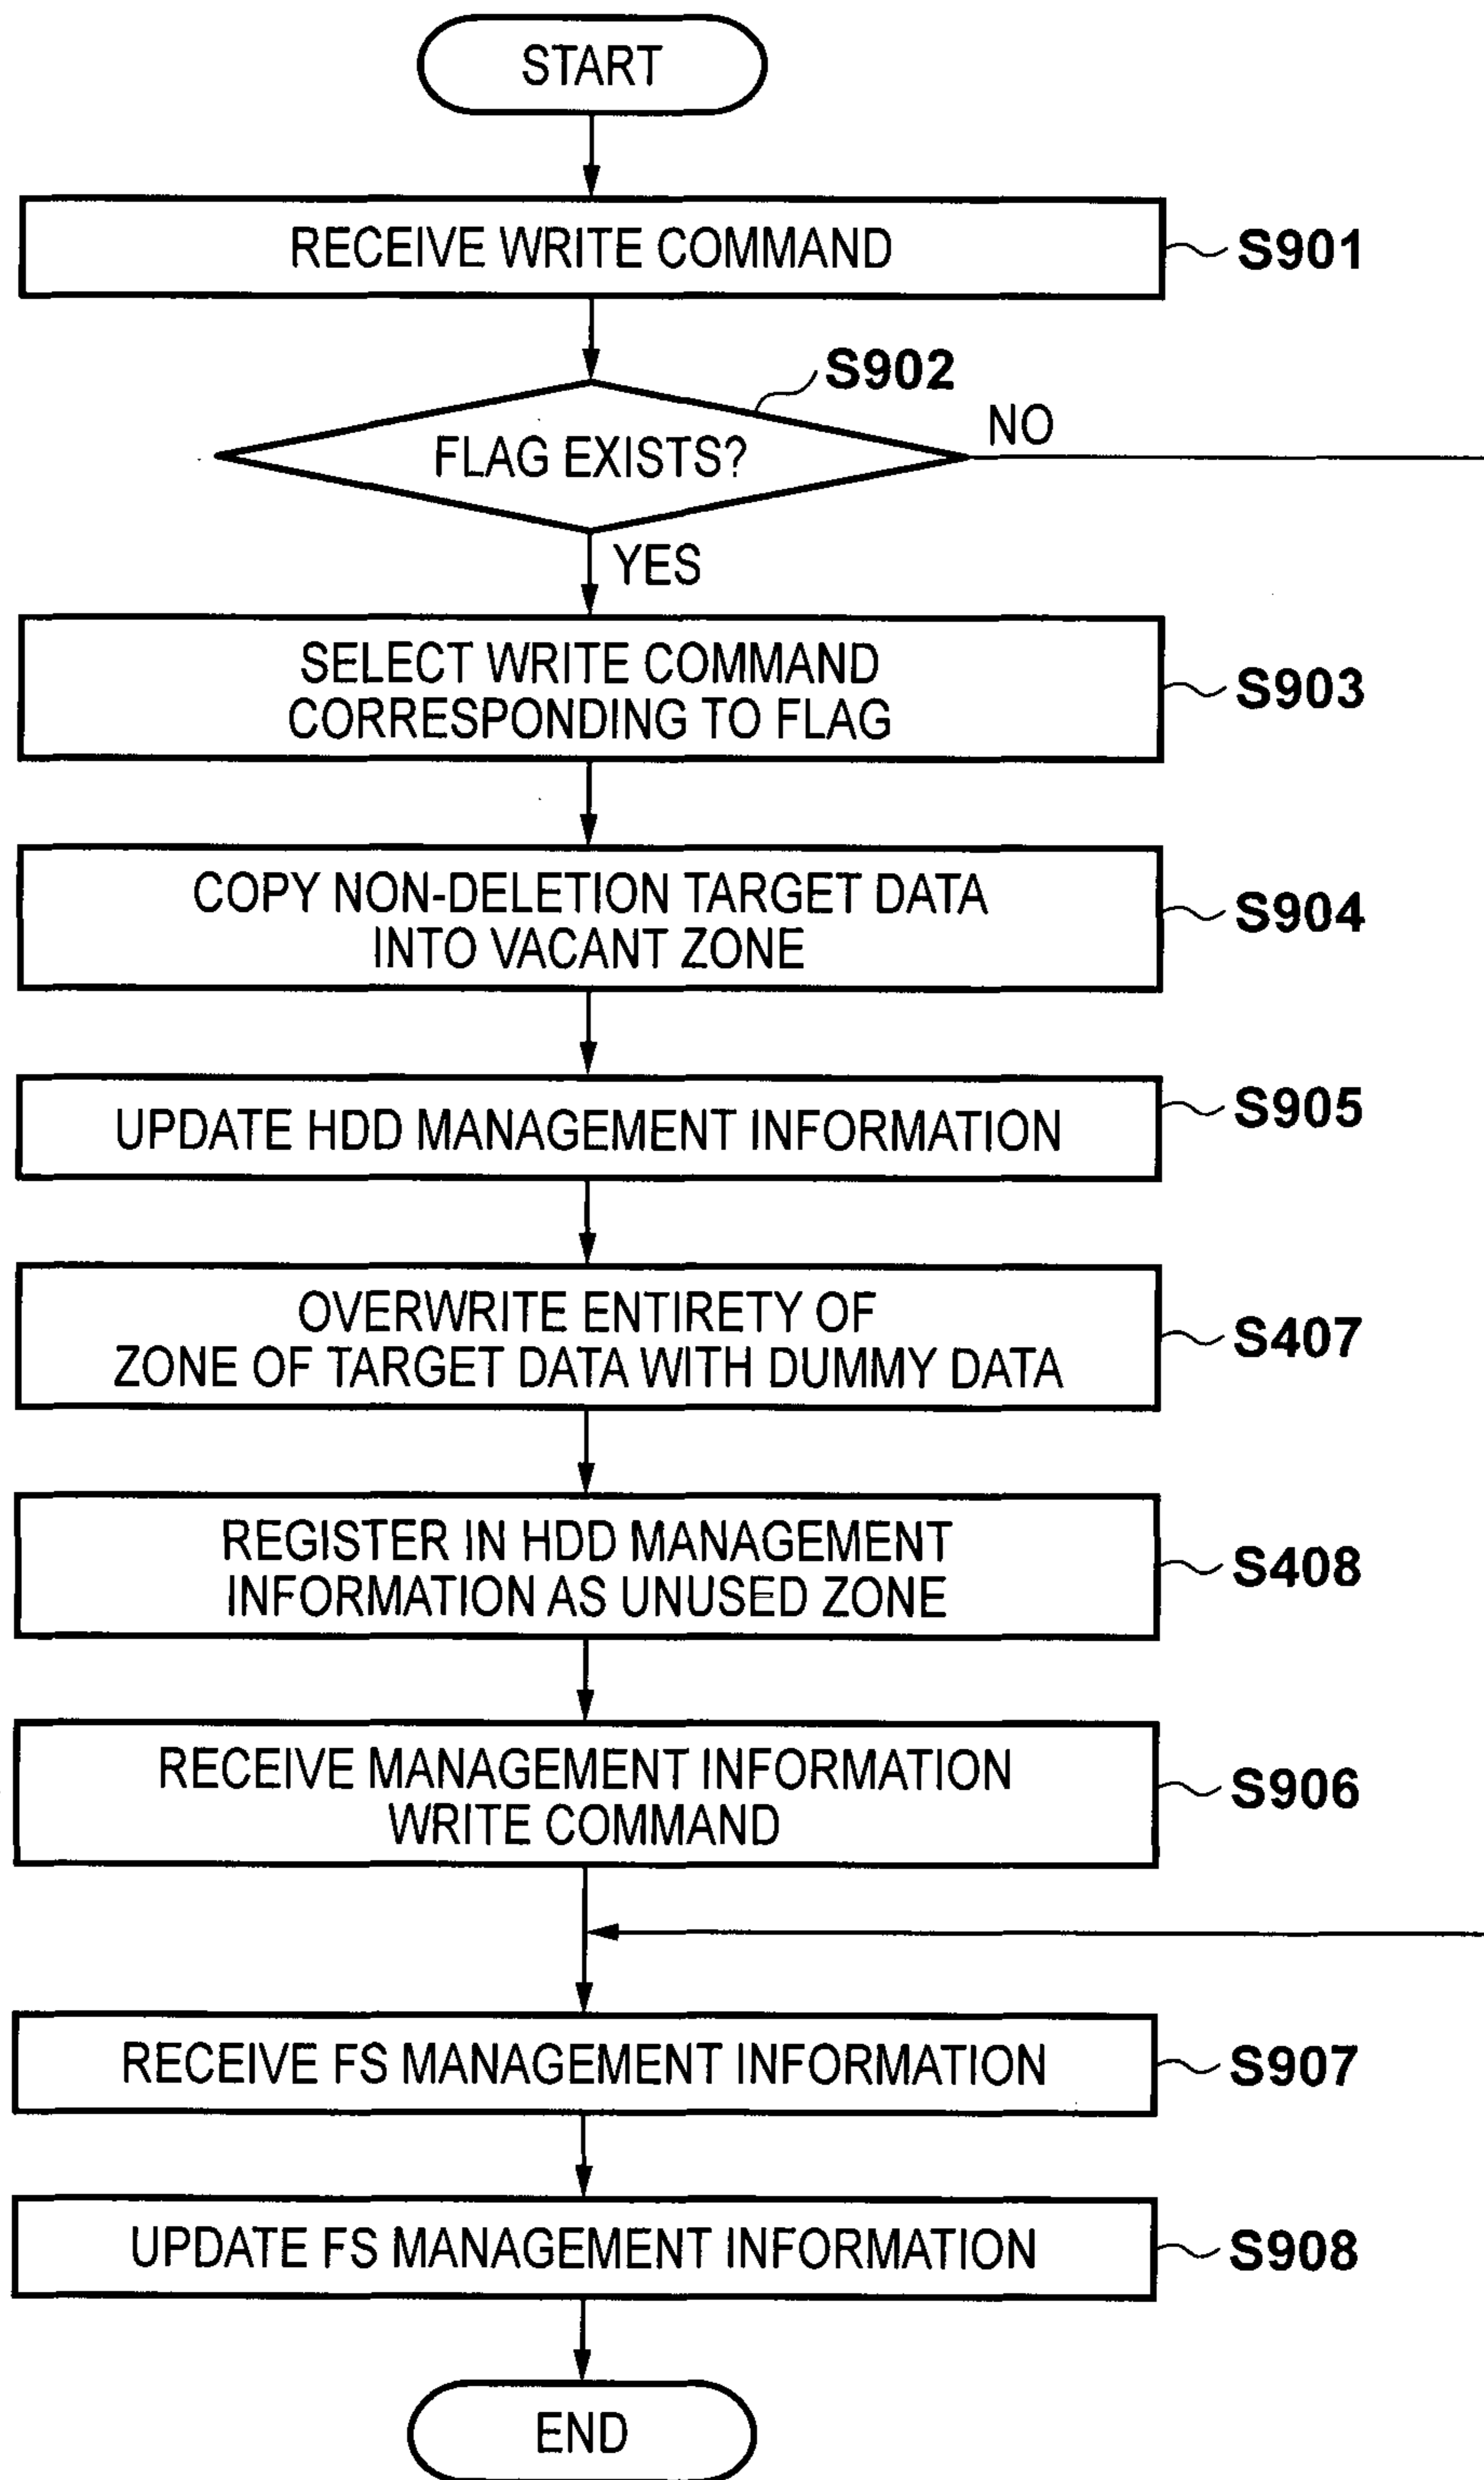 START
RECEIVE WRITE COMMAND
S901
S902
FLAG EXISTS?
NO
YES
SELECT WRITE COMMAND
CORRESPONDING TO FLAG
S903
COPY NON-DELETION TARGET DATA
INTO VACANT ZONE
S904
UPDATE HDD MANAGEMENT INFORMATION
S905
OVERWRITE ENTIRETY OF
ZONE OF TARGET DATA WITH DUMMY DATA
S407
REGISTER IN HDD MANAGEMENT
INFORMATION AS UNUSED ZONE
S408
RECEIVE MANAGEMENT INFORMATION
WRITE COMMAND
S906
RECEIVE FS MANAGEMENT INFORMATION
S907
UPDATE FS MANAGEMENT INFORMATION
S908
END